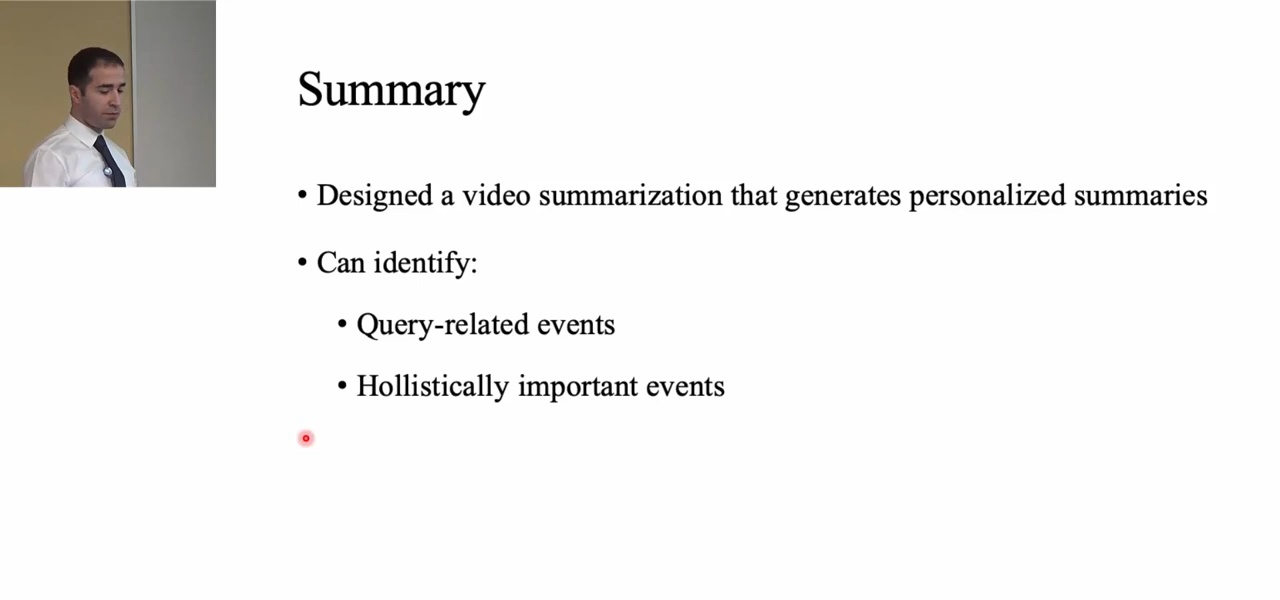 Summary
• Designed a video summarization that generates personalized summaries
• Can identify:
• Query-related events
• Hollistically important events